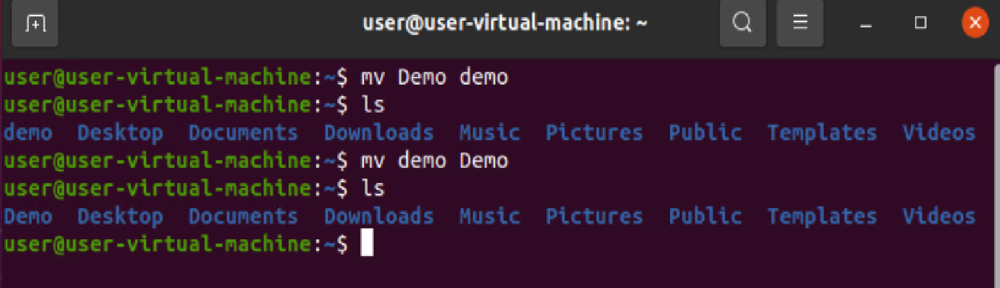 user@user-virtual-machine: ~
user@user-virtual-machine:~$ mv Demo demo
user@user-virtual-machine:~$ ls
demo Desktop Documents Downloads Music Pictures Public Templates Videos
user@user-virtual-machine:~$ mv demo Demo
user@user-virtual-machine:~$ ls
Demo Desktop Documents Downloads Music Pictures Public Templates Videos
user@user-virtual-machine:~$